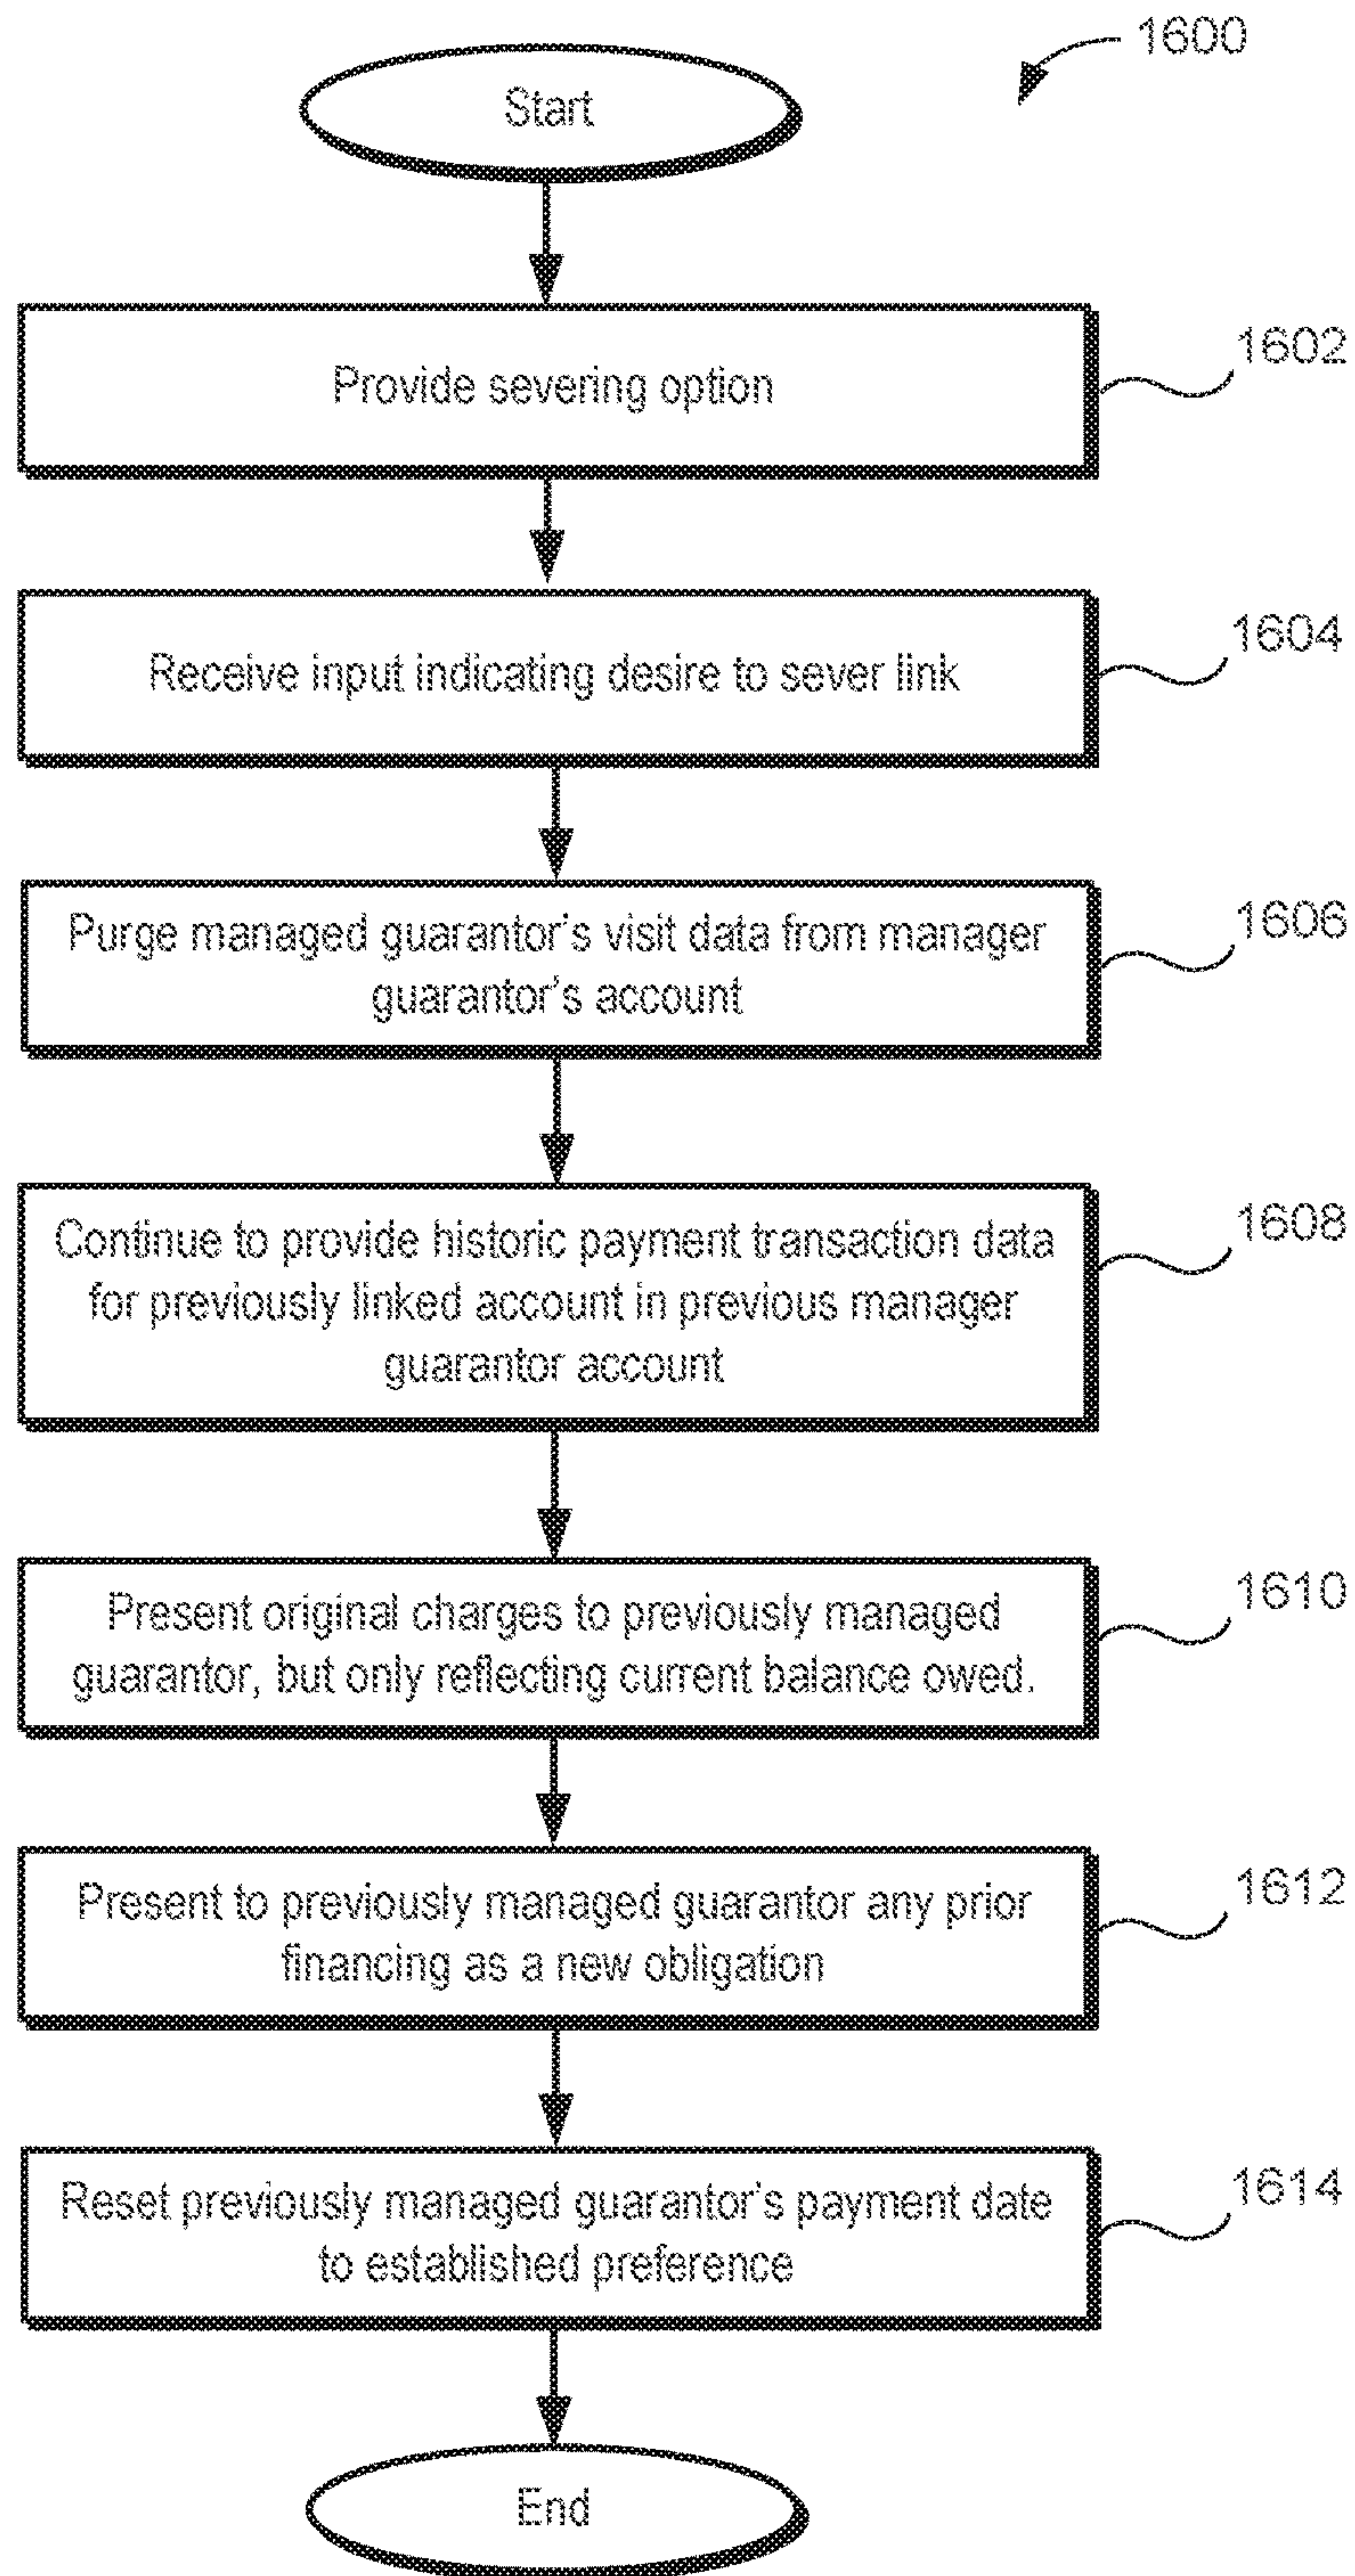 1600
Start
Provide severing option
1602
Receive input indicating desire to sever link
1604
Purge managed guarantor's visit data from manager
guarantor's account
1606
Continue to provide historic payment transaction data
for previously linked account in previous manager
guarantor account
1608
Present original charges to previously managed
guarantor, but only reflecting current balance owed.
1610
Present to previously managed guarantor any prior
financing as a new obligation
1612
Reset previously managed guarantor's payment date
to established preference
1614
End